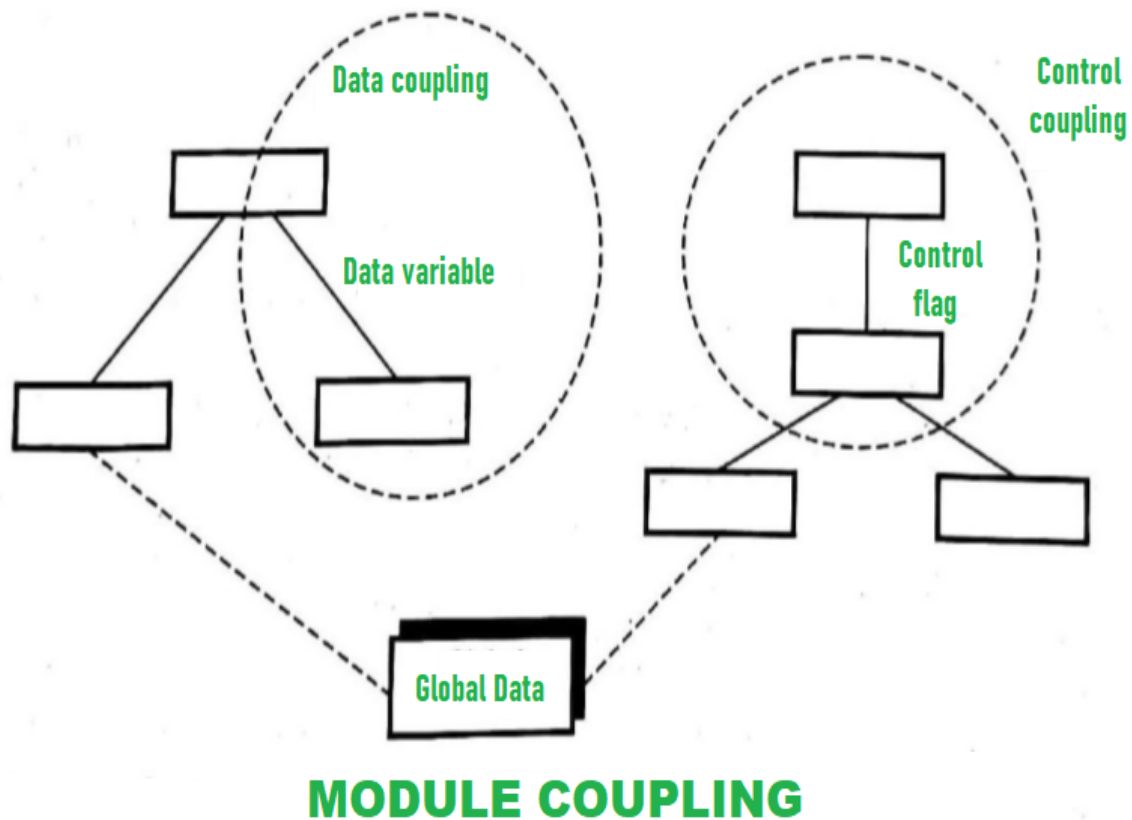 Data coupling
Control
coupling
Data variable
Control
flag
Global Data
MODULE COUPLING